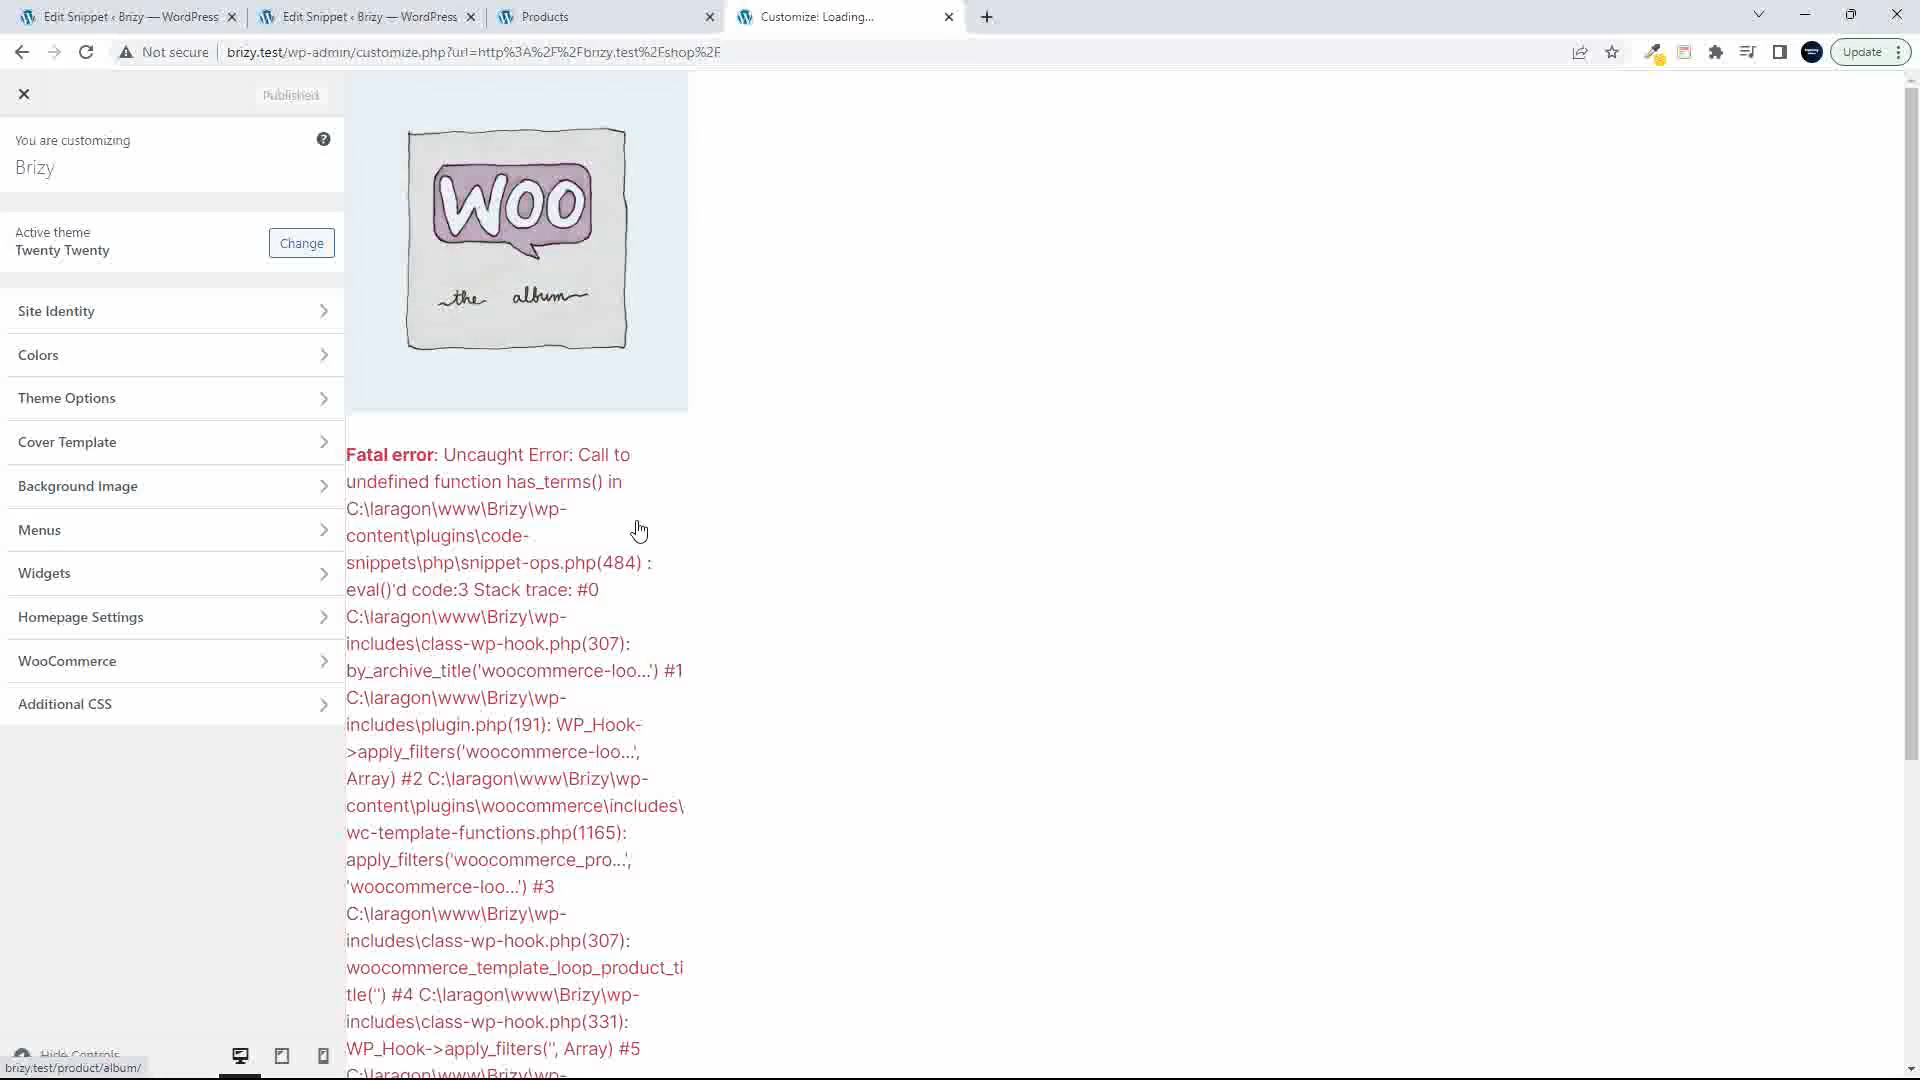 Edit Snippet ‹ Brizy — WordPress
Edit Snippet ‹ Brizy — WordPress
Products
Customize: Loading...
Not secure
brizy.test/wp-admin/customize.php?url=http%3A%2F%2Fbrizy.test%2Fshop%2F
Update
Published
You are customizing
Brizy
Active theme
Twenty Twenty
Change
Site Identity
Colors
Theme Options
Cover Template
Background Image
Menus
Widgets
Homepage Settings
WooCommerce
Additional CSS
Hide Controls
brizy.test/product/album/
WOO
the album
Fatal error: Uncaught Error: Call to
undefined function has_terms() in
C:\laragon\www\Brizy\wp-
content\plugins\code-
snippets\php\snippet-ops.php(484) :
eval()'d code:3 Stack trace: #0
C:\laragon\www\Brizy\wp-
includes\class-wp-hook.php(307):
by_archive_title('woocommerce-loo...') #1
C:\laragon\www\Brizy\wp-
includes\plugin.php(191): WP_Hook-
>apply_filters('woocommerce-loo...',
Array) #2 C:\laragon\www\Brizy\wp-
content\plugins\woocommerce\includes\
wc-template-functions.php(1165):
apply_filters('woocommerce_pro...',
'woocommerce-loo...') #3
C:\laragon\www\Brizy\wp-
includes\class-wp-hook.php(307):
woocommerce_template_loop_product_ti
tle('') #4 C:\laragon\www\Brizy\wp-
includes\class-wp-hook.php(331):
WP_Hook->apply_filters('', Array) #5
C:\laragon\www\Brizy\wp-